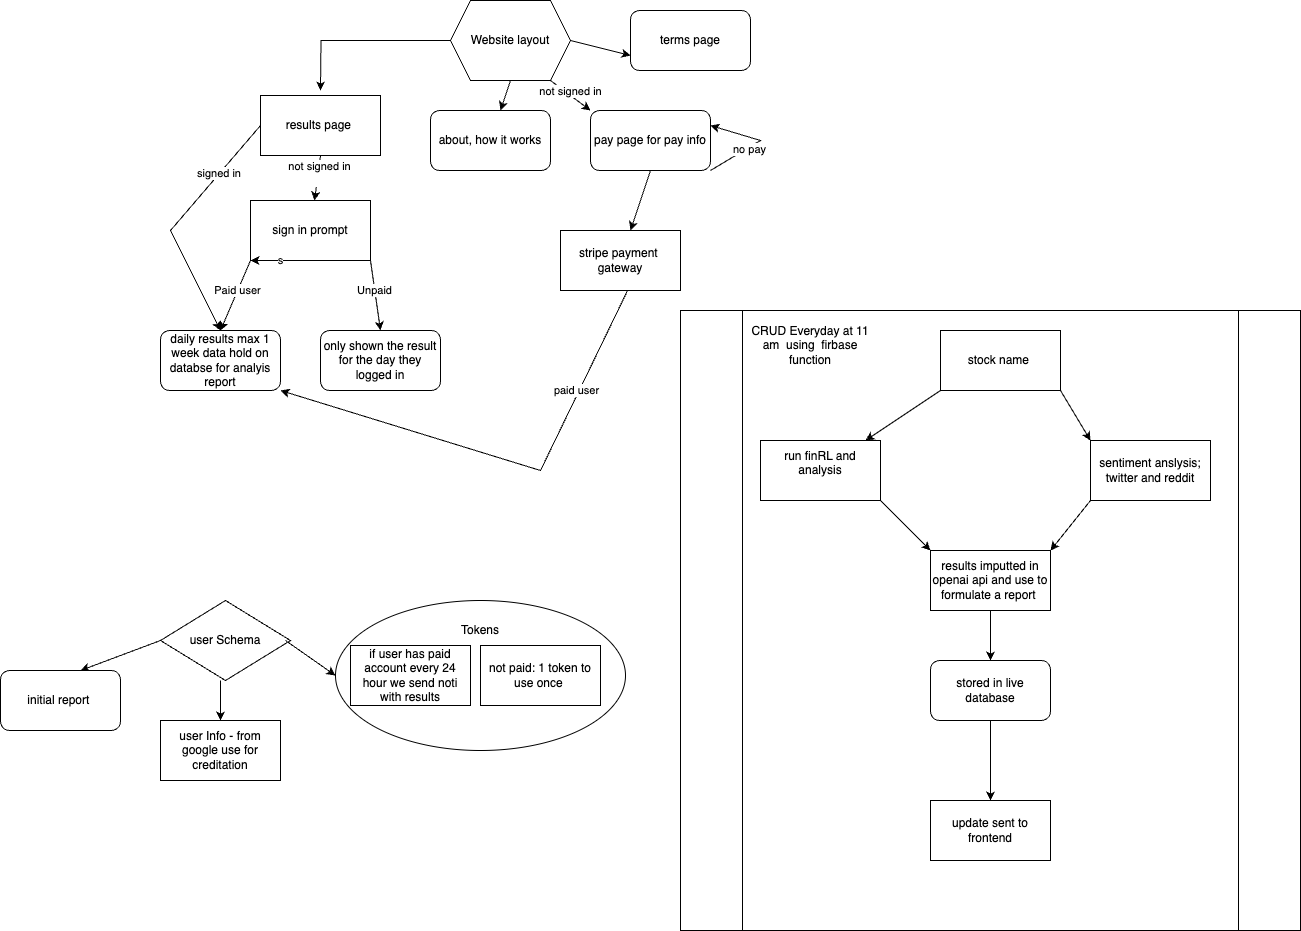 Website layout
terms page
not signed in
results page
about, how it works
pay page for pay info
no pay
signed in
not signed in
sign in prompt
s
stripe payment
gateway
Paid user
Unpaid
daily results max 1
week data hold on
databse for analyis
report
only shown the result
for the day they
logged in
paid user
CRUD Everyday at 11
am using firbase
function
stock name
run finRL and
analysis
sentiment anslysis;
twitter and reddit
results imputted in
openai api and use to
formulate a report
stored in live
database
update sent to
frontend
user Schema
initial report
user Info - from
google use for
creditation
Tokens
if user has paid
account every 24
hour we send noti
with results
not paid: 1 token to
use once